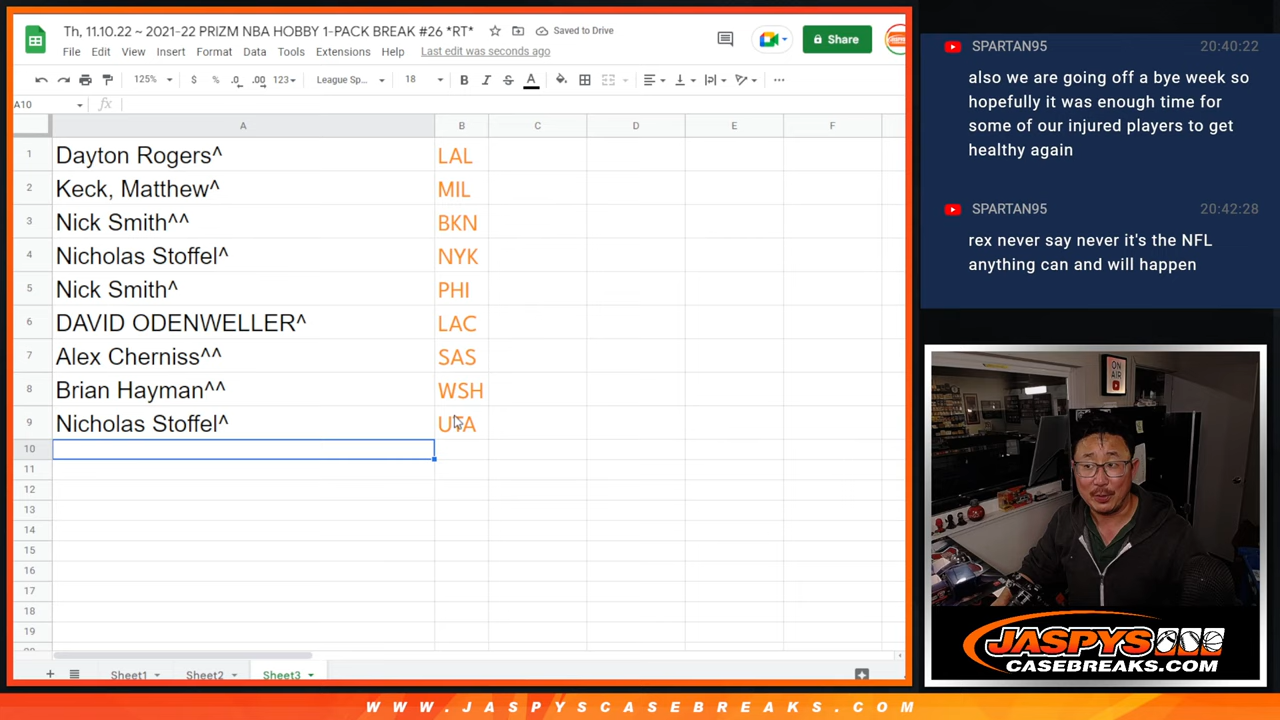 Th, 11.10.22 ~ 2021-22 PRIZM NBA HOBBY 1-PACK BREAK #26 *RT*
Saved to Drive
File Edit View Insert Format Data Tools Extensions Help Last edit was seconds ago
Share
125% $ % .0 .00 123 League Sp... 18 B I S A
A10 fx
A B C D E F
1 Dayton Rogers^ LAL
2 Keck, Matthew^ MIL
3 Nick Smith^^ BKN
4 Nicholas Stoffel^ NYK
5 Nick Smith^ PHI
6 DAVID ODENWELLER^ LAC
7 Alex Cherniss^^ SAS
8 Brian Hayman^^ WSH
9 Nicholas Stoffel^ UTA
10
11
12
13
14
15
16
17
18
19
Sheet1 Sheet2 Sheet3
SPARTAN95 20:40:22
also we are going off a bye week so
hopefully it was enough time for
some of our injured players to get
healthy again
SPARTAN95 20:42:28
rex never say never it's the NFL
anything can and will happen
ON
AIR
JASPYS
CASEBREAKS.COM
WWW.JASPYSCASEBREAKS.COM